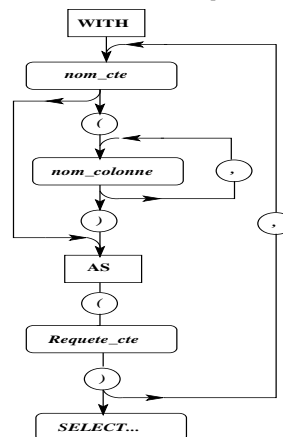 WITH
nom_cte
(
nom_colonne
,
)
,
AS
(
Requete_cte
)
SELECT...